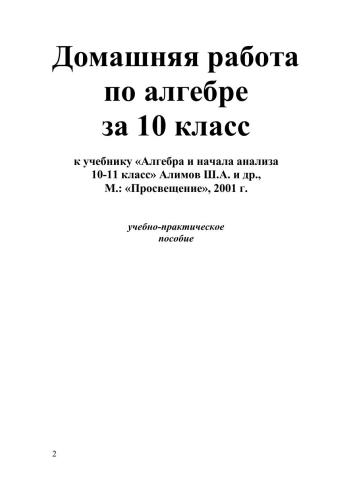 Домашняя работа
по алгебре
за 10 класс
к учебнику «Алгебра и начала анализа
10-11 класс» Алимов Ш.А. и др.,
М.: «Просвещение», 2001 г.
учебно-практическое
пособие
2